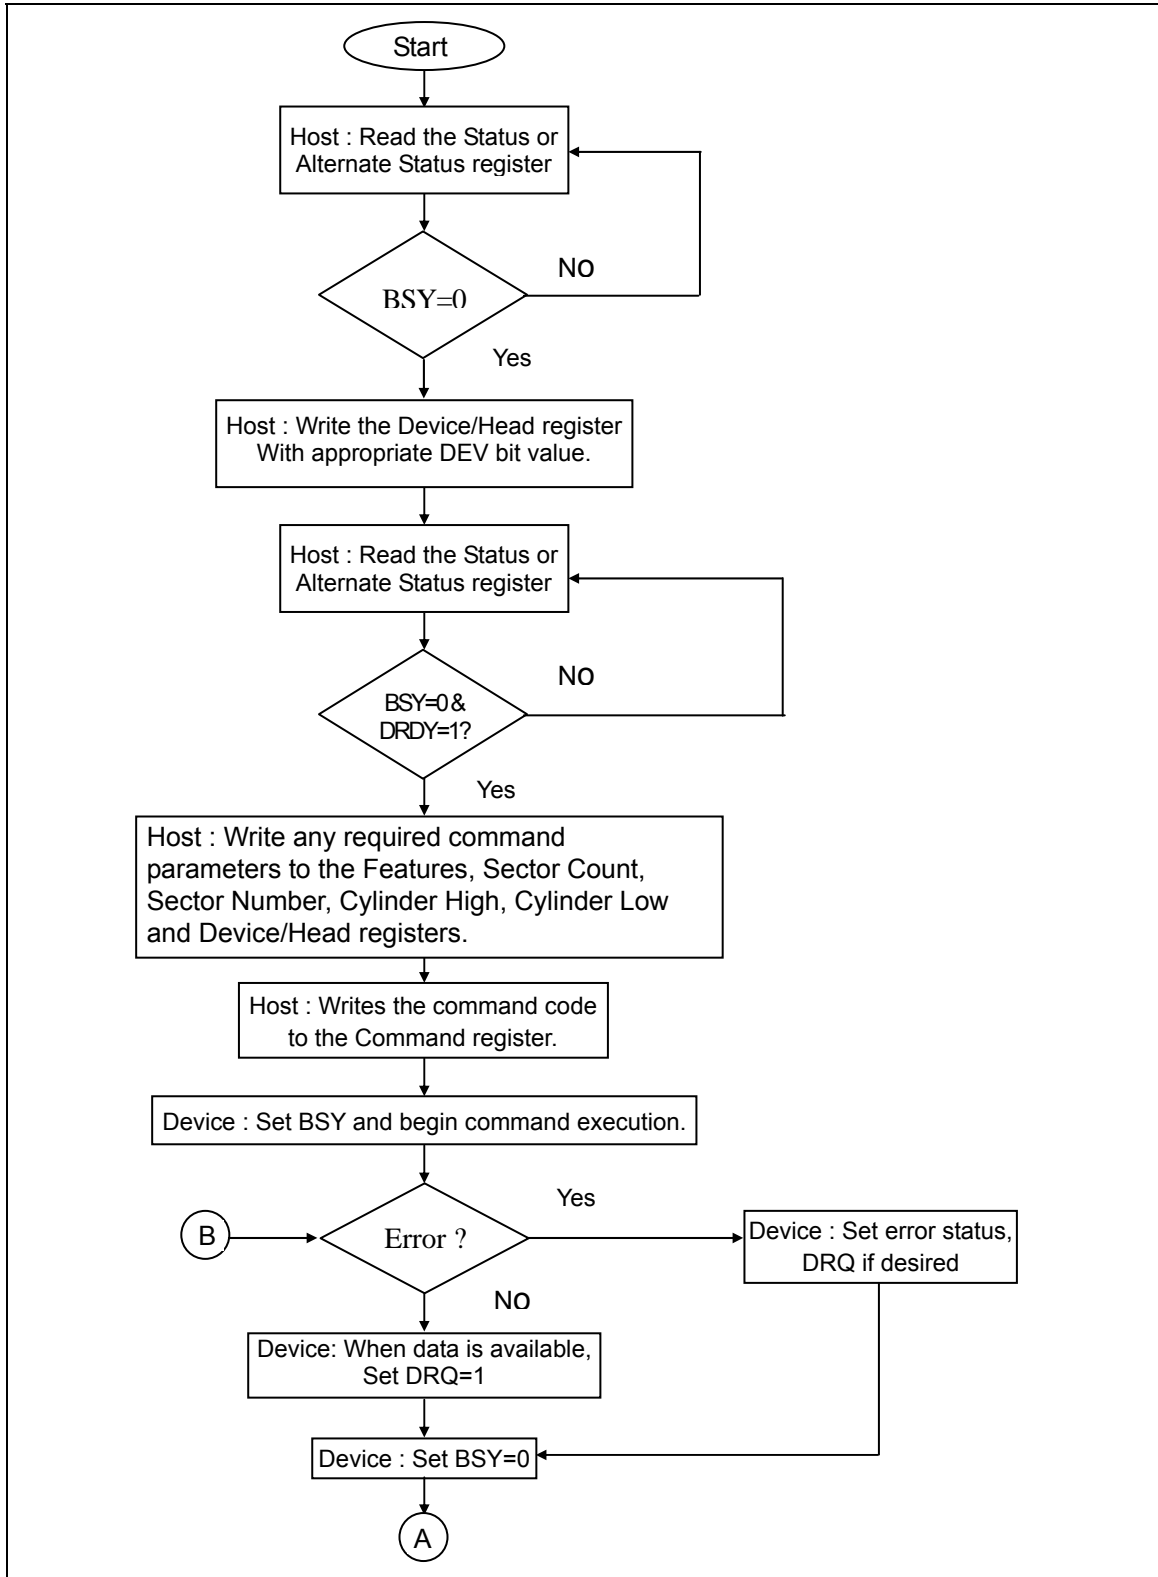 Start
Host : Read the Status or
Alternate Status register
No
BSY=0
Yes
Host : Write the Device/Head register
With appropriate DEV bit value.
Host : Read the Status or
Alternate Status register
No
BSY=0 &
DRDY=1?
Yes
Host : Write any required command
parameters to the Features, Sector Count,
Sector Number, Cylinder High, Cylinder Low
and Device/Head registers.
Host : Writes the command code
to the Command register.
Device : Set BSY and begin command execution.
Yes
B
Error ?
Device : Set error status,
DRQ if desired
No
Device: When data is available,
Set DRQ=1
Device : Set BSY=0
A